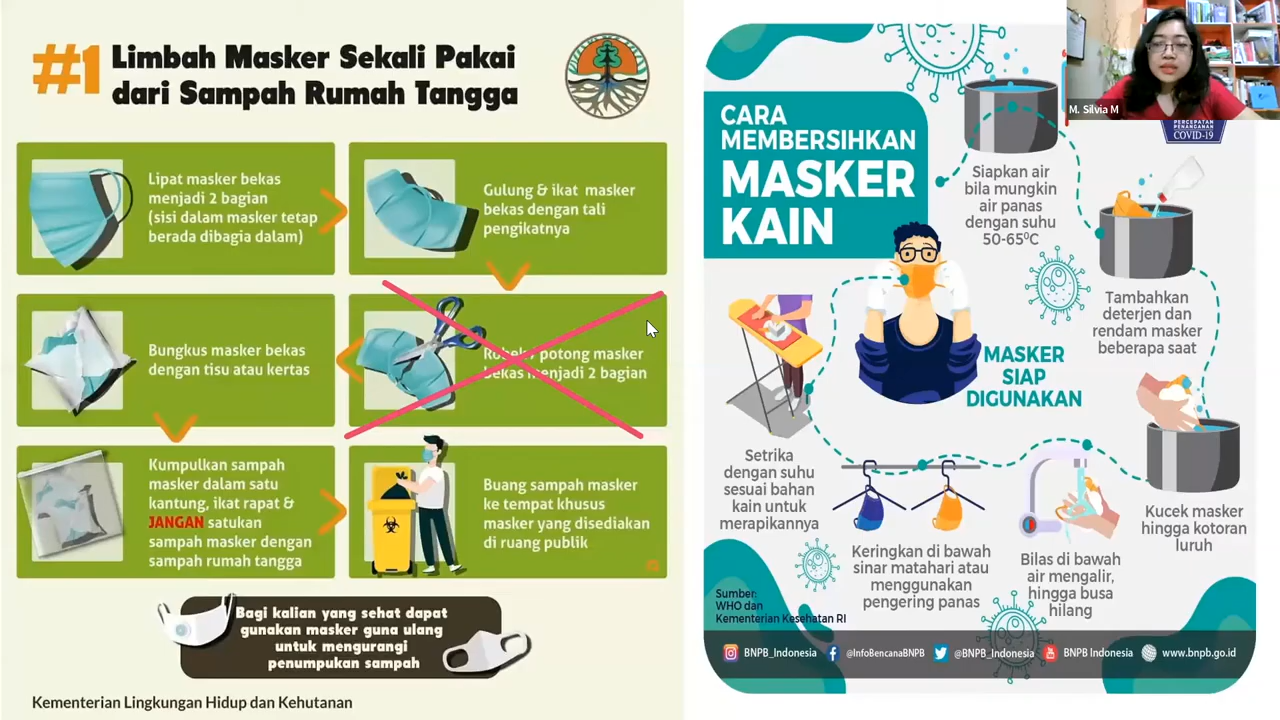 #1 Limbah Masker Sekali Pakai
dari Sampah Rumah Tangga
Lipat masker bekas
menjadi 2 bagian
(sisi dalam masker tetap
berada dibagia dalam)
Gulung & ikat masker
bekas dengan tali
pengikatnya
Robek / potong masker
bekas menjadi 2 bagian
Bungkus masker bekas
dengan tisu atau kertas
Kumpulkan sampah
masker dalam satu
kantung, ikat rapat &
JANGAN satukan
sampah masker dengan
sampah rumah tangga
Buang sampah masker
ke tempat khusus
masker yang disediakan
di ruang publik
Bagi kalian yang sehat dapat
gunakan masker guna ulang
untuk mengurangi
penumpukan sampah
Kementerian Lingkungan Hidup dan Kehutanan
CARA
MEMBERSIHKAN
MASKER
KAIN
M. Silvia M
PERCEPATAN
PENANGANAN
COVID-19
Siapkan air
bila mungkin
air panas
dengan suhu
50-65⁰C
Tambahkan
deterjen dan
rendam masker
beberapa saat
Kucek masker
hingga kotoran
luruh
Bilas di bawah
air mengalir,
hingga busa
hilang
Keringkan di bawah
sinar matahari atau
menggunakan
pengering panas
Setrika
dengan suhu
sesuai bahan
kain untuk
merapikannya
MASKER
SIAP
DIGUNAKAN
Sumber:
WHO dan
Kementerian Kesehatan RI
BNPB_Indonesia @InfoBencanaBNPB @BNPB_Indonesia BNPB Indonesia www.bnpb.go.id